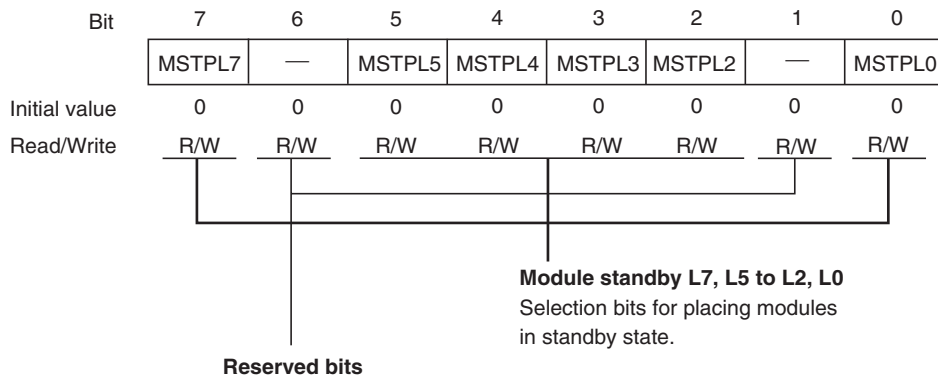 Bit 7 6 5 4 3 2 1 0
MSTPL7 — MSTPL5 MSTPL4 MSTPL3 MSTPL2 — MSTPL0
Initial value 0 0 0 0 0 0 0 0
Read/Write R/W R/W R/W R/W R/W R/W R/W R/W
Module standby L7, L5 to L2, L0
Selection bits for placing modules
in standby state.
Reserved bits